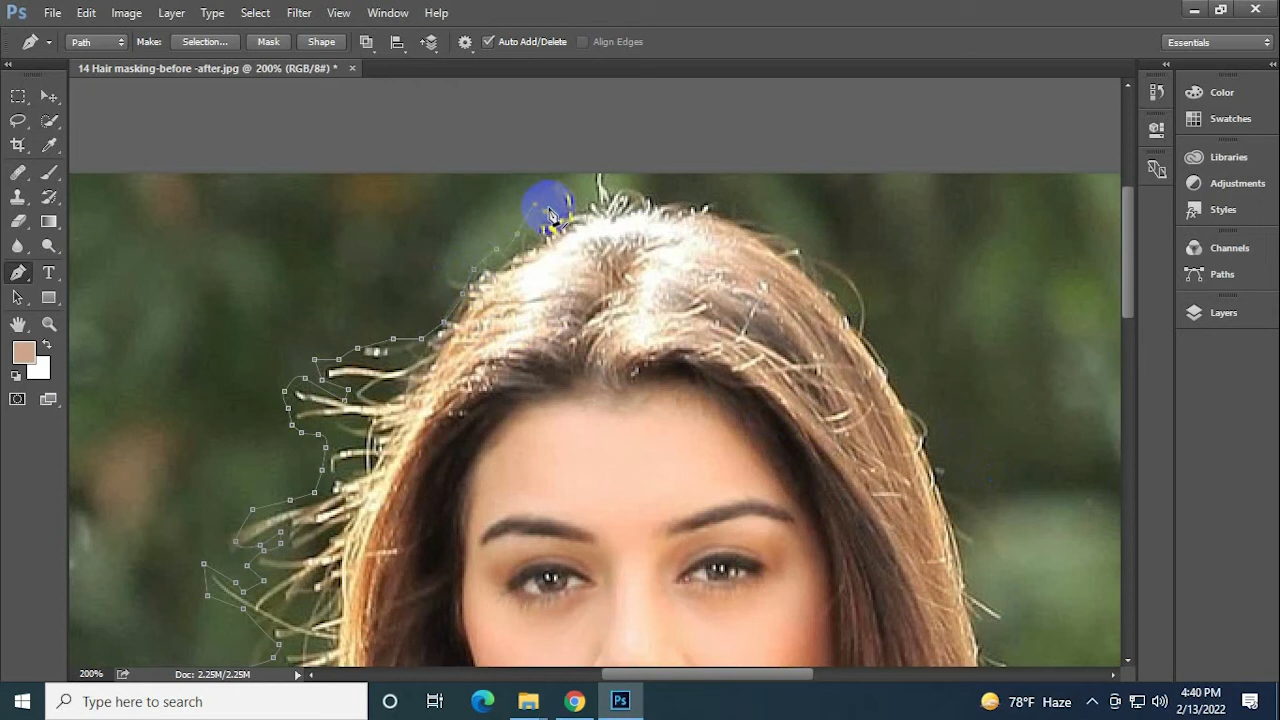 Ps File Edit Image Layer Type Select Filter View Window Help
Path Make: Selection... Mask Shape Auto Add/Delete Align Edges Essentials
14 Hair masking-before -after.jpg @ 200% (RGB/8#) *
Color
Swatches
Libraries
Adjustments
Styles
Channels
Paths
Layers
200% Doc: 2.25M/2.25M
Type here to search
Ps
78°F Haze
4:40 PM
2/13/2022